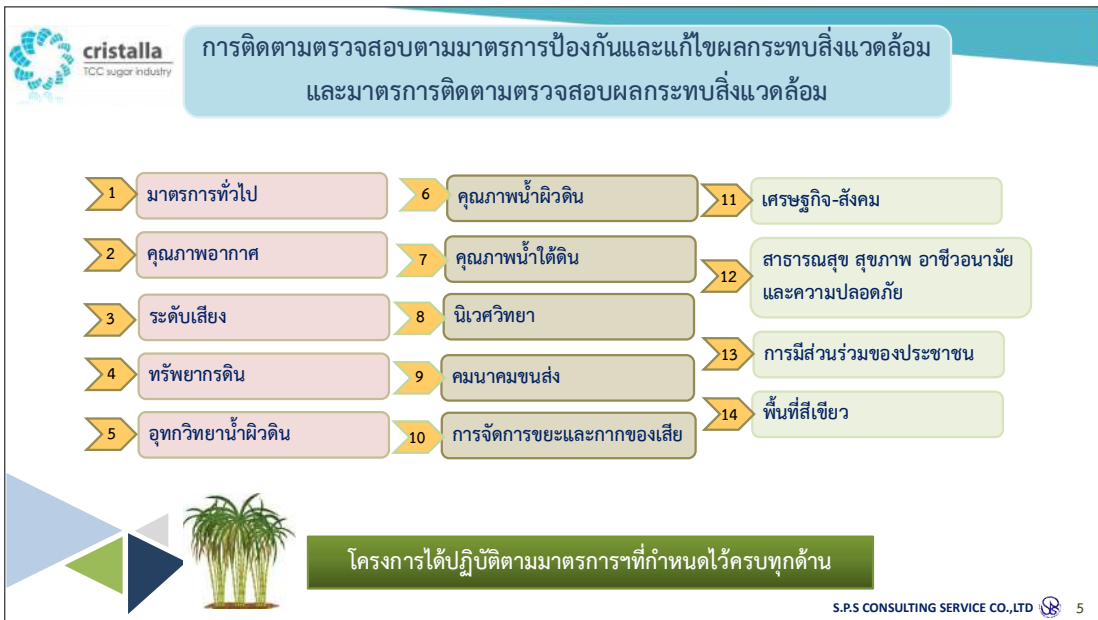 cristalla
TCC sugar industry
การติดตามตรวจสอบตามมาตรการป้องกันและแก้ไขผลกระทบสิ่งแวดล้อม
และมาตรการติดตามตรวจสอบผลกระทบสิ่งแวดล้อม
1 มาตรการทั่วไป
2 คุณภาพอากาศ
3 ระดับเสียง
4 ทรัพยากรดิน
5 อุทกวิทยาน้ำผิวดิน
6 คุณภาพน้ำผิวดิน
7 คุณภาพน้ำใต้ดิน
8 นิเวศวิทยา
9 คมนาคมขนส่ง
10 การจัดการขยะและกากของเสีย
11 เศรษฐกิจ-สังคม
12 สาธารณสุข สุขภาพ อาชีวอนามัย
และความปลอดภัย
13 การมีส่วนร่วมของประชาชน
14 พื้นที่สีเขียว
โครงการได้ปฏิบัติตามมาตรการฯที่กำหนดไว้ครบทุกด้าน
S.P.S CONSULTING SERVICE CO.,LTD 5